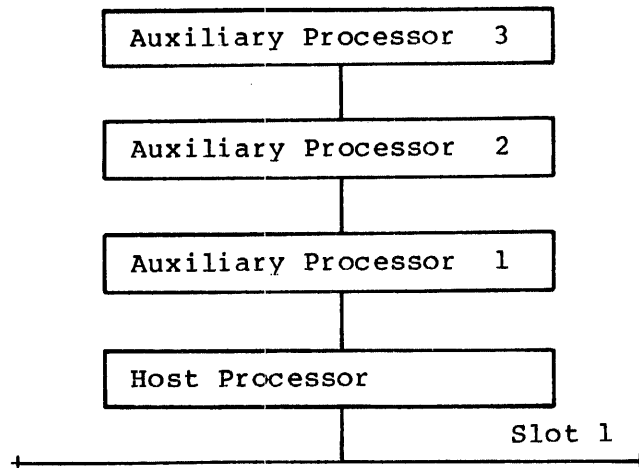 Auxiliary Processor 3
Auxiliary Processor 2
Auxiliary Processor 1
Host Processor
Slot 1